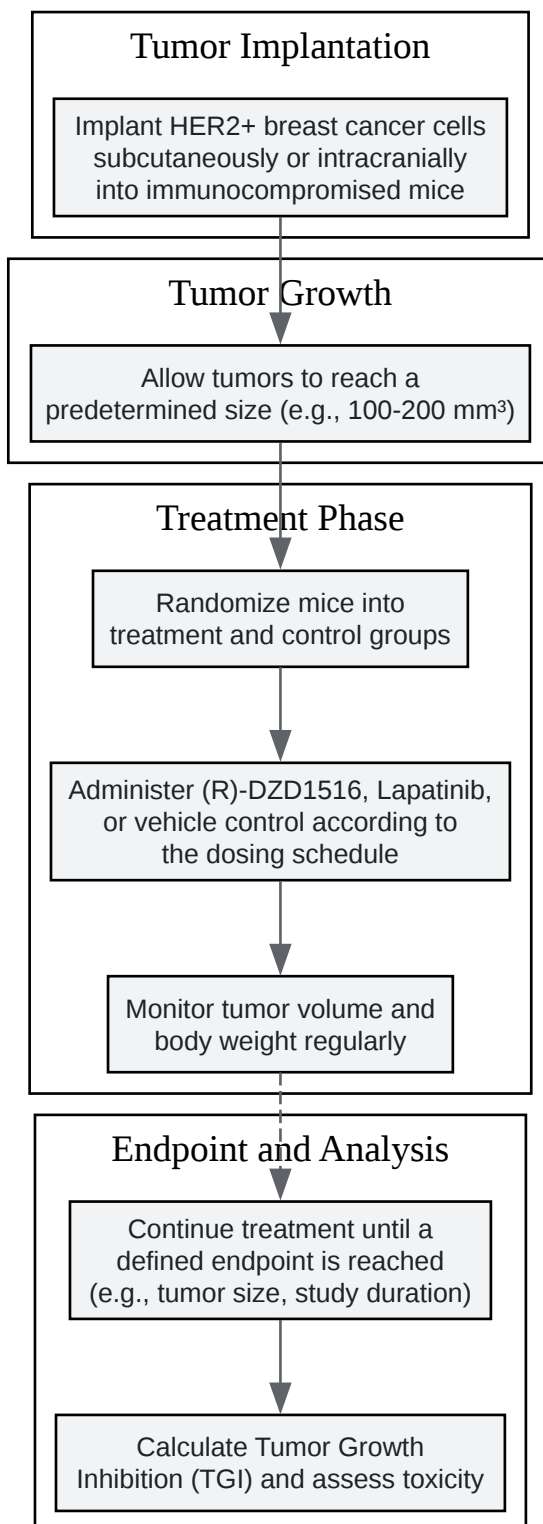 Tumor Implantation
Implant HER2+ breast cancer cells
subcutaneously or intracranially
into immunocompromised mice
Tumor Growth
Allow tumors to reach a
predetermined size (e.g., 100-200 mm³)
Treatment Phase
Randomize mice into
treatment and control groups
Administer (R)-DZD1516, Lapatinib,
or vehicle control according to
the dosing schedule
Monitor tumor volume and
body weight regularly
Endpoint and Analysis
Continue treatment until a
defined endpoint is reached
(e.g., tumor size, study duration)
Calculate Tumor Growth
Inhibition (TGI) and assess toxicity